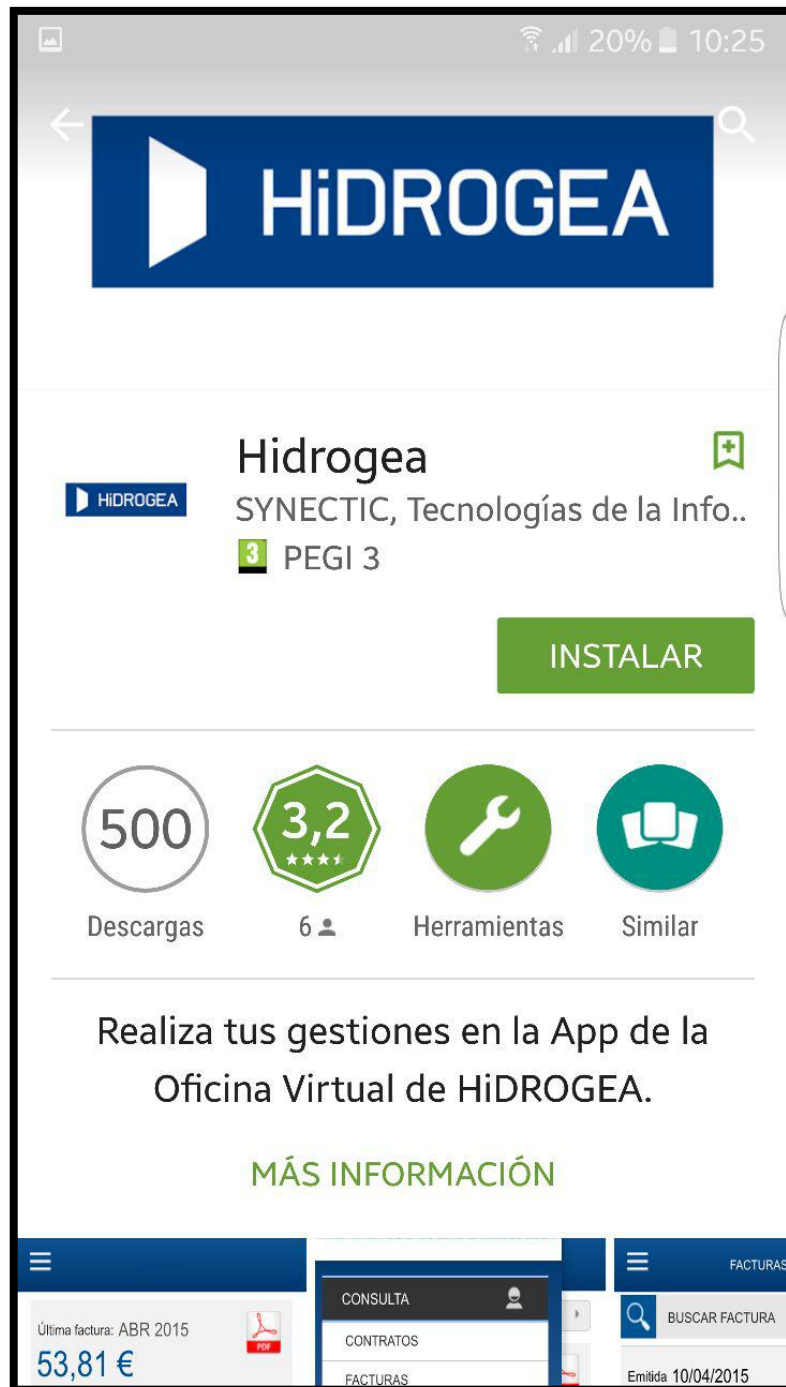 20% 10:25
HiDROGEA
Hidrogea
HiDROGEA
SYNECTIC, Tecnologías de la Info..
3 PEGI 3
INSTALAR
500 3,2
Descargas 6 Herramientas Similar
Realiza tus gestiones en la App de la
Oficina Virtual de HiDROGEA.
MÁS INFORMACIÓN
FACTURAS
CONSULTA
BUSCAR FACTURA
Última factura: ABR 2015
PDF
CONTRATOS
53,81 €
FACTURAS
Emitida 10/04/2015